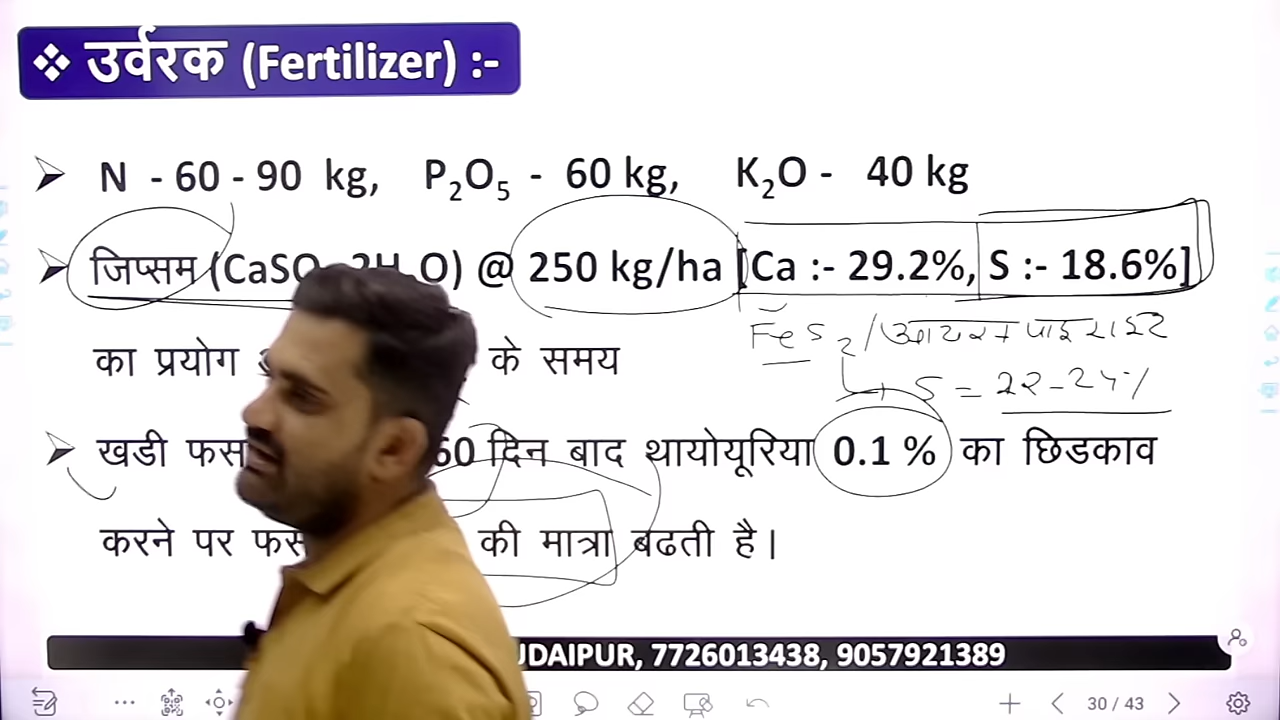 ❖ उर्वरक (Fertilizer) :-
➢ N - 60 - 90 kg, P₂O₅ - 60 kg, K₂O - 40 kg
➢ जिप्सम (CaSO 2H O) @ 250 kg/ha [Ca :- 29.2%, S :- 18.6%]
FeS₂/आयरन पाइराइट
का प्रयोग के समय
S = 22-24%
➢ खडी फस 60 दिन बाद थायोयूरिया 0.1 % का छिडकाव
करने पर फस की मात्रा बढती है।
UDAIPUR, 7726013438, 9057921389
30 / 43